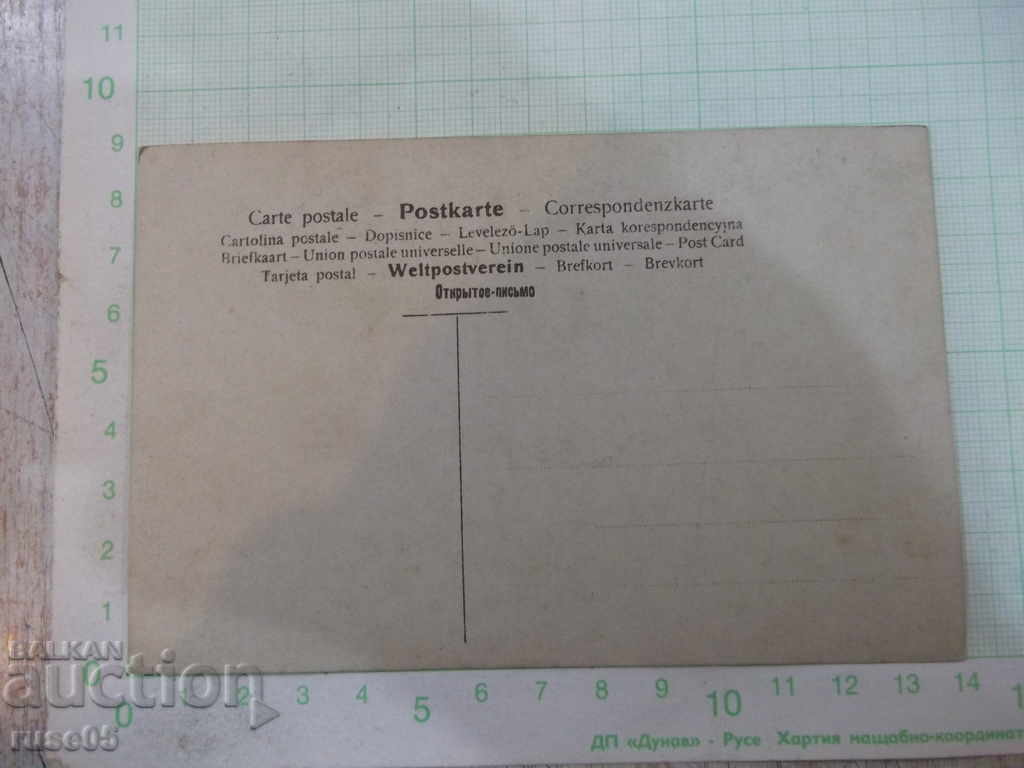 11
10
9
8
7
6
5
4
3
2
1
0
Carte postale – Postkarte – Correspondenzkarte
Cartolina postale – Dopisnice – Levelező-Lap – Karta korespondencyjna
Briefkaart – Union postale universelle – Unione postale universale – Post Card
Tarjeta postal – Weltpostverein – Brefkort – Brevkort
Открытое-письмо
BALKAN
auction
ruse05
0 1 2 3 4 5 6 7 8 9 10 11 12 13 14 1
ДП «Дунав» - Русе Хартия мащабно-координат